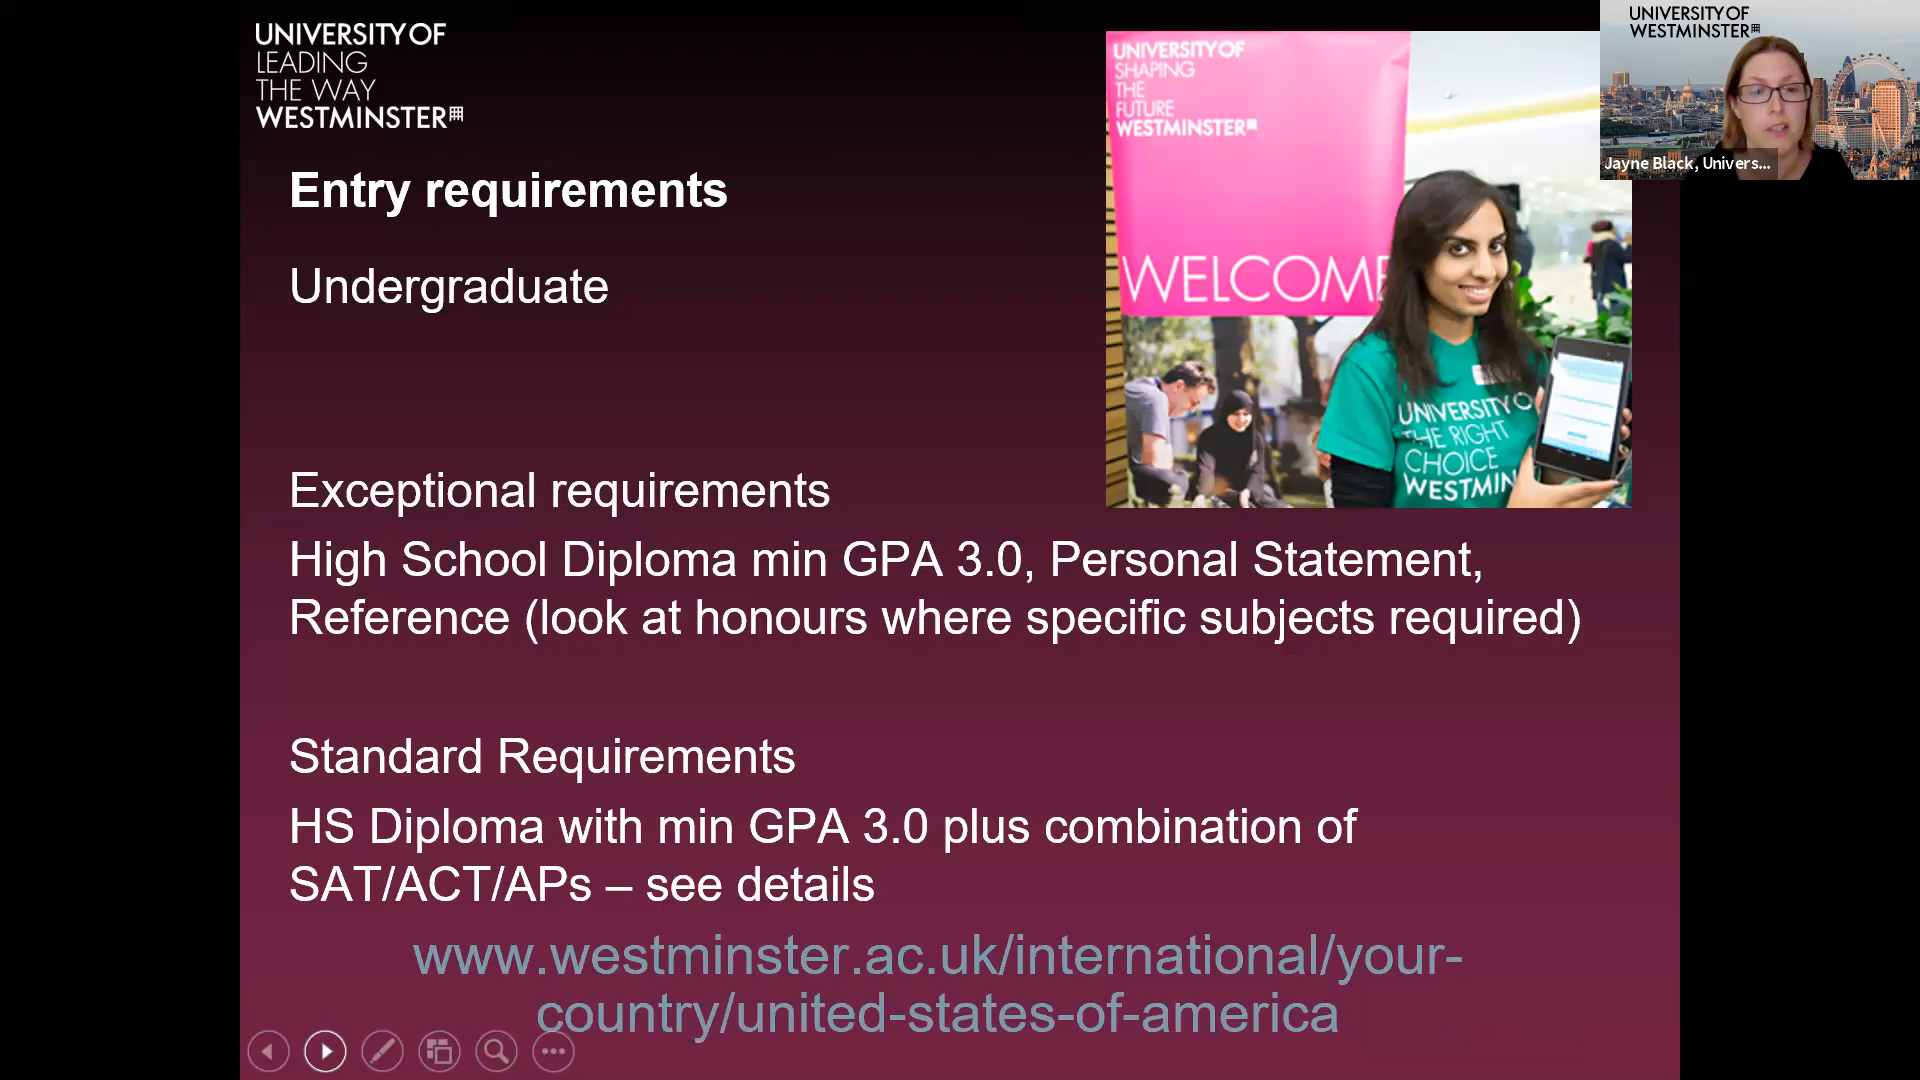 UNIVERSITY OF
LEADING
THE WAY
WESTMINSTER
Entry requirements
Undergraduate
Exceptional requirements
High School Diploma min GPA 3.0, Personal Statement,
Reference (look at honours where specific subjects required)
Standard Requirements
HS Diploma with min GPA 3.0 plus combination of
SAT/ACT/APs – see details
www.westminster.ac.uk/international/your-
country/united-states-of-america
UNIVERSITY OF
SHAPING
THE
FUTURE
WESTMINSTER
WELCOME
UNIVERSITY O
THE RIGHT
CHOICE
WESTMIN
UNIVERSITY OF
WESTMINSTER
Jayne Black, Univers...